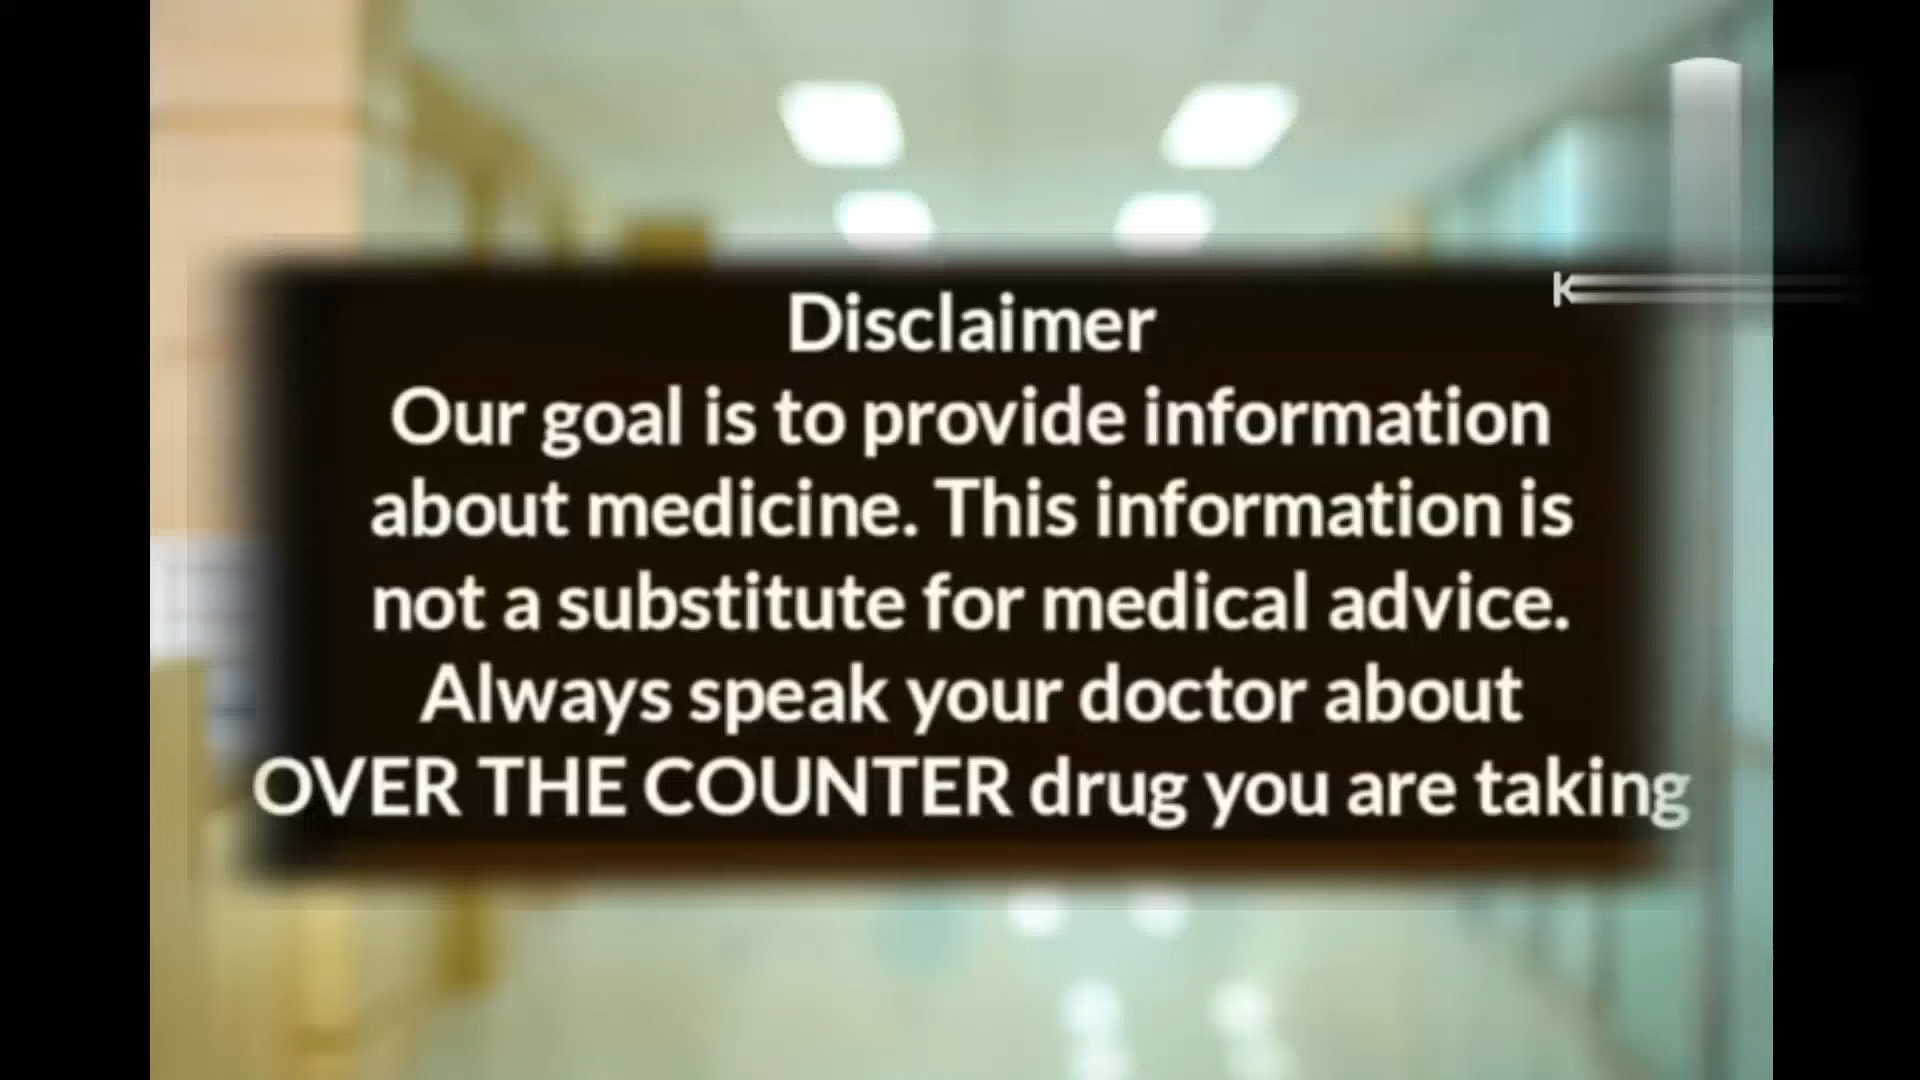 Disclaimer
Our goal is to provide information
about medicine. This information is
not a substitute for medical advice.
Always speak your doctor about
OVER THE COUNTER drug you are taking